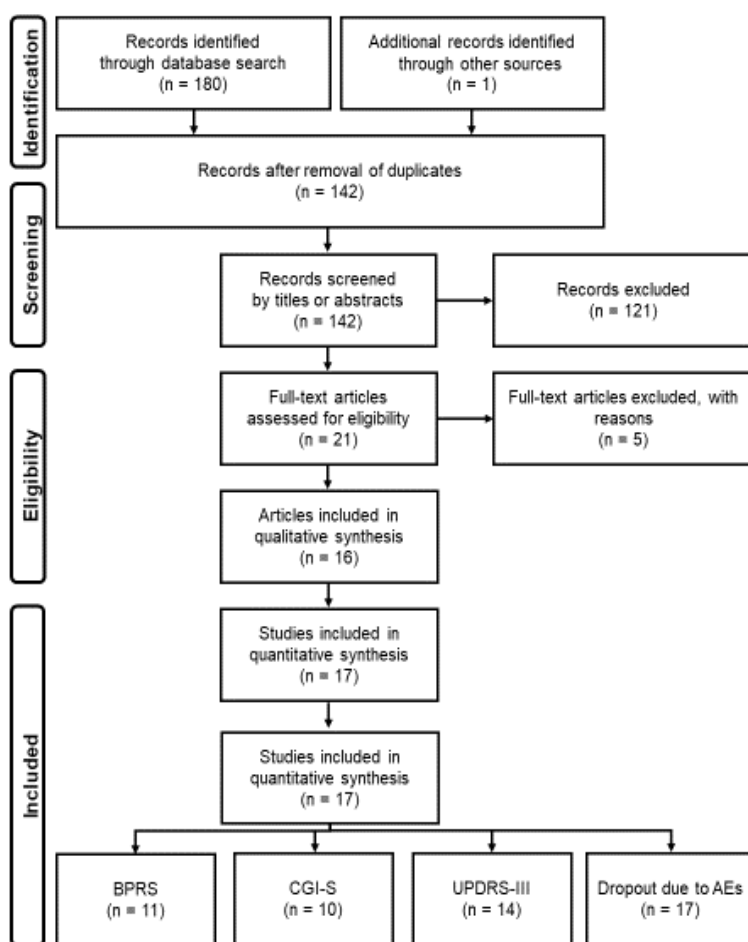 Identification
Records identified
through database search
(n = 180)
Additional records identified
through other sources
(n = 1)
Records after removal of duplicates
(n = 142)
Screening
Records screened
by titles or abstracts
(n = 142)
Records excluded
(n = 121)
Eligibility
Full-text articles
assessed for eligibility
(n = 21)
Full-text articles excluded, with
reasons
(n = 5)
Articles included in
qualitative synthesis
(n = 16)
Included
Studies included in
quantitative synthesis
(n = 17)
Studies included in
quantitative synthesis
(n = 17)
BPRS
(n = 11)
CGI-S
(n = 10)
UPDRS-III
(n = 14)
Dropout due to AEs
(n = 17)